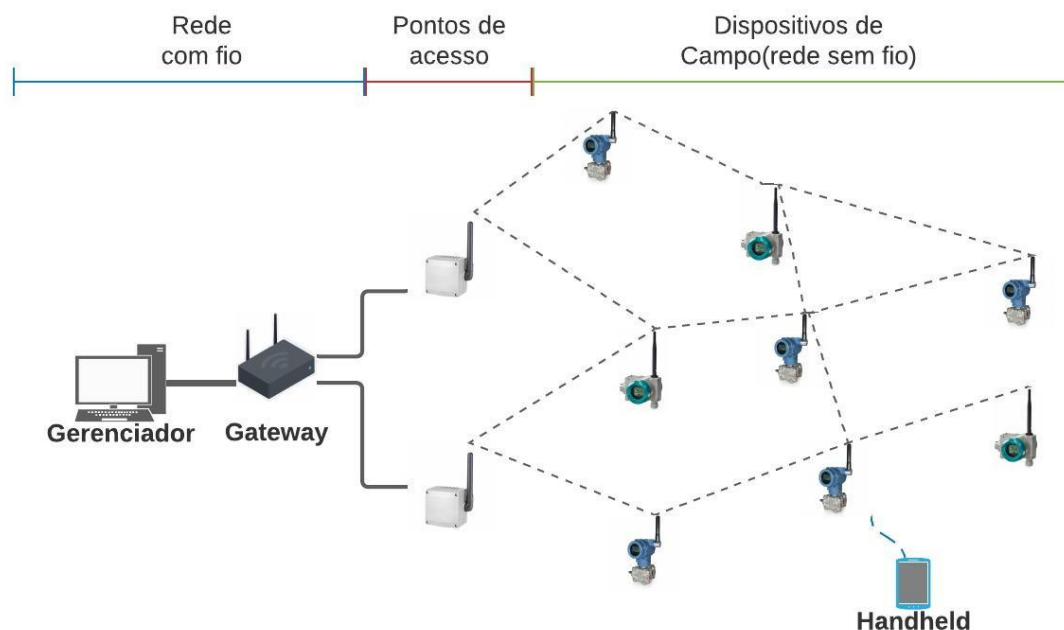 Rede
com fio
Pontos de
acesso
Dispositivos de
Campo(rede sem fio)
Gerenciador
Gateway
Handheld